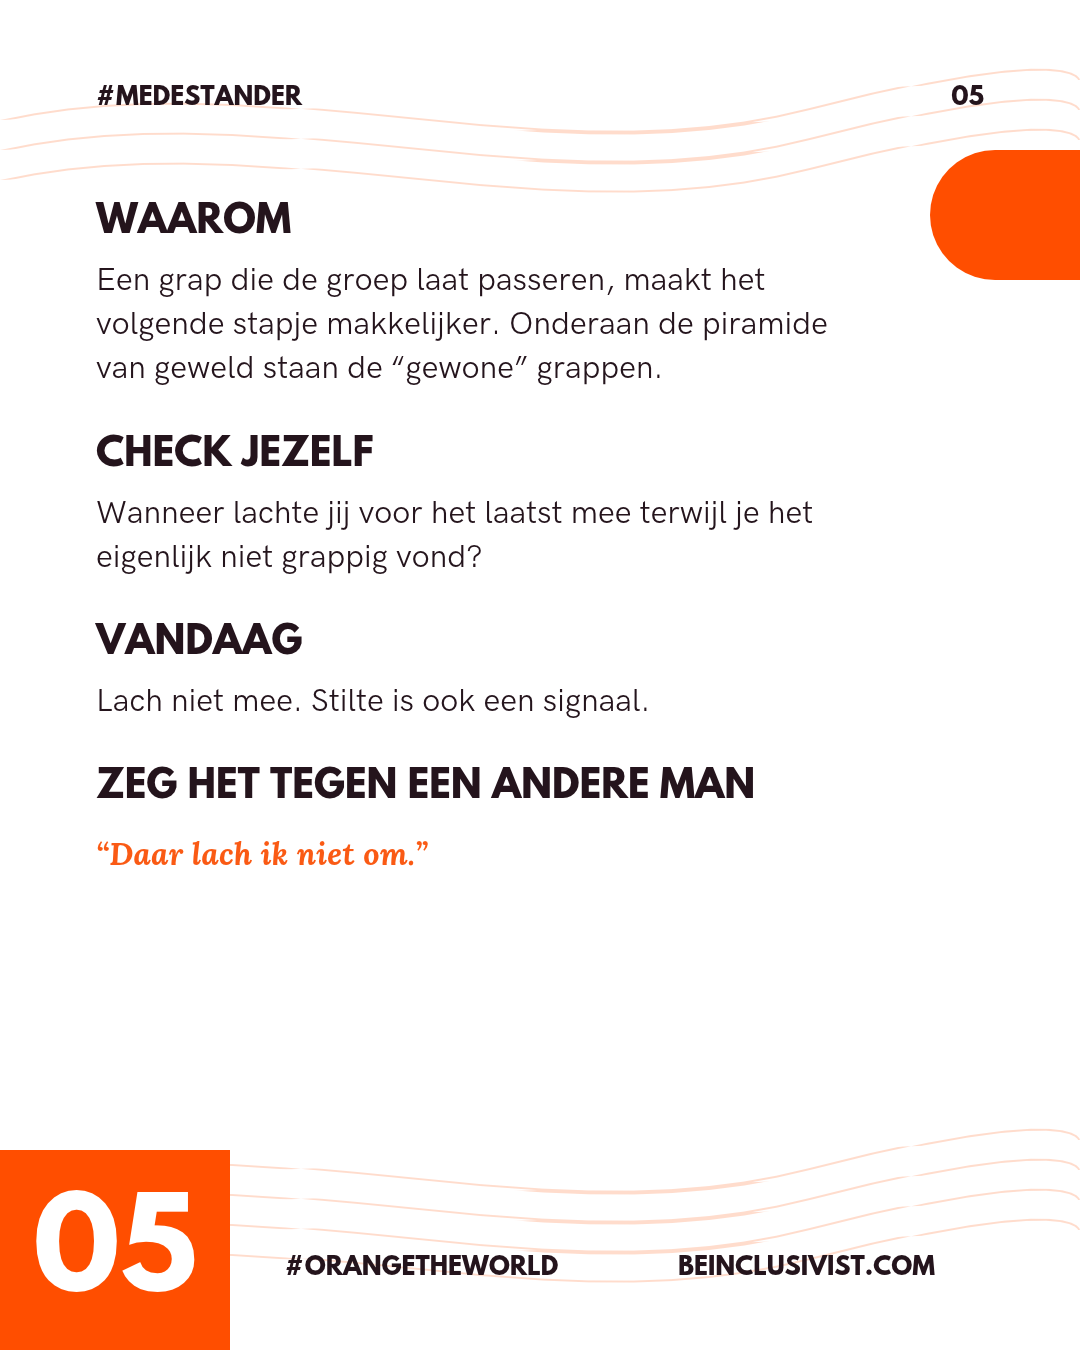 #MEDESTANDER
05
WAAROM
Een grap die de groep laat passeren, maakt het
volgende stapje makkelijker. Onderaan de piramide
van geweld staan de “gewone” grappen.
CHECK JEZELF
Wanneer lachte jij voor het laatst mee terwijl je het
eigenlijk niet grappig vond?
VANDAAG
Lach niet mee. Stilte is ook een signaal.
ZEG HET TEGEN EEN ANDERE MAN
“Daar lach ik niet om.”
05
#ORANGETHEWORLD
BEINCLUSIVIST.COM